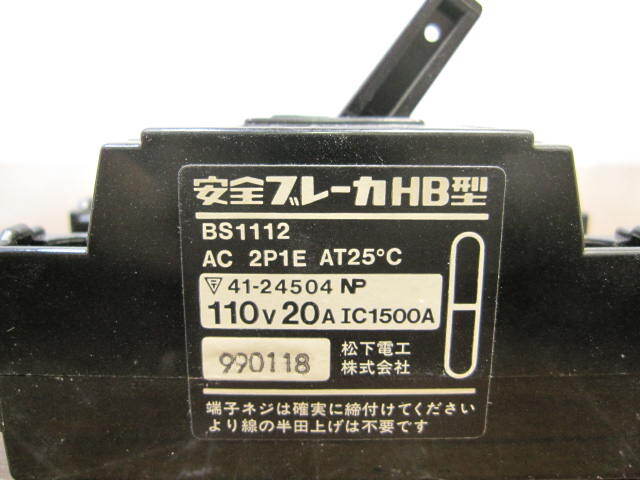 安全ブレーカHB型
BS1112
AC 2P1E AT25°C
41-24504 NP
110V 20A IC1500A
990118
松下電工
株式会社
端子ネジは確実に締付けてください
より線の半田上げは不要です